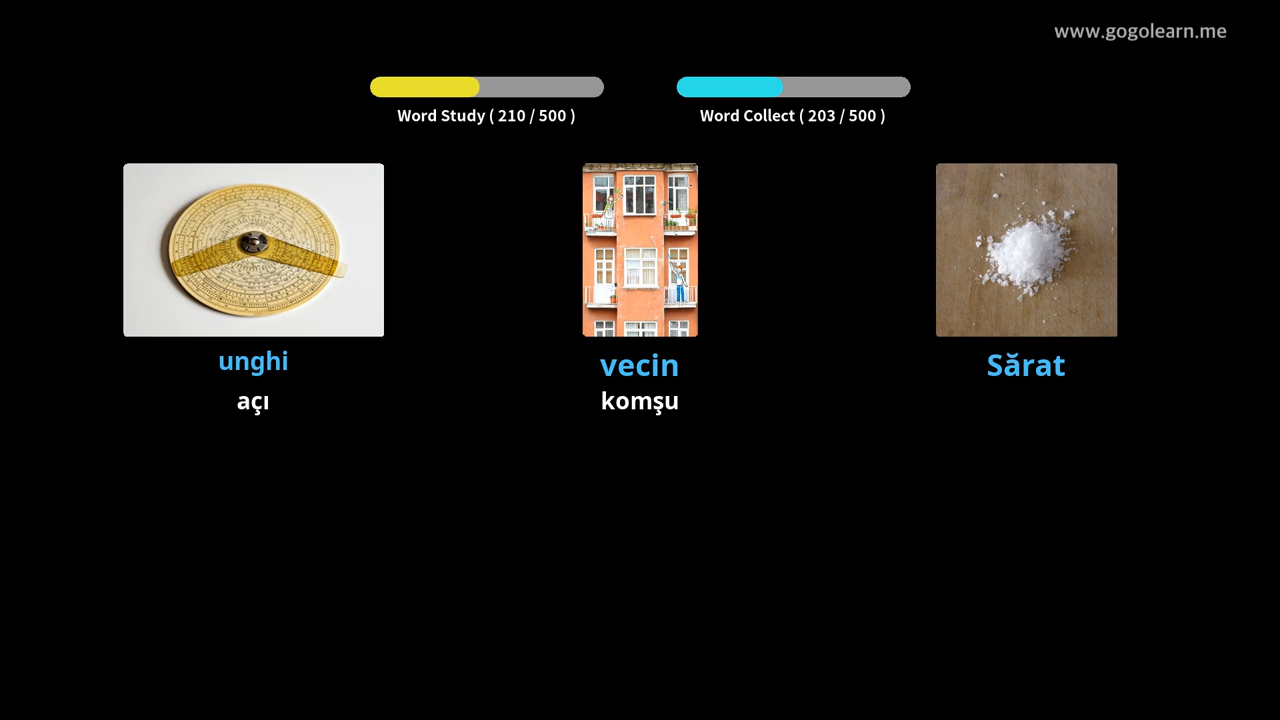 www.gogolearn.me
Word Study ( 210 / 500 )
Word Collect ( 203 / 500 )
unghi
vecin
Sărat
açı
komşu